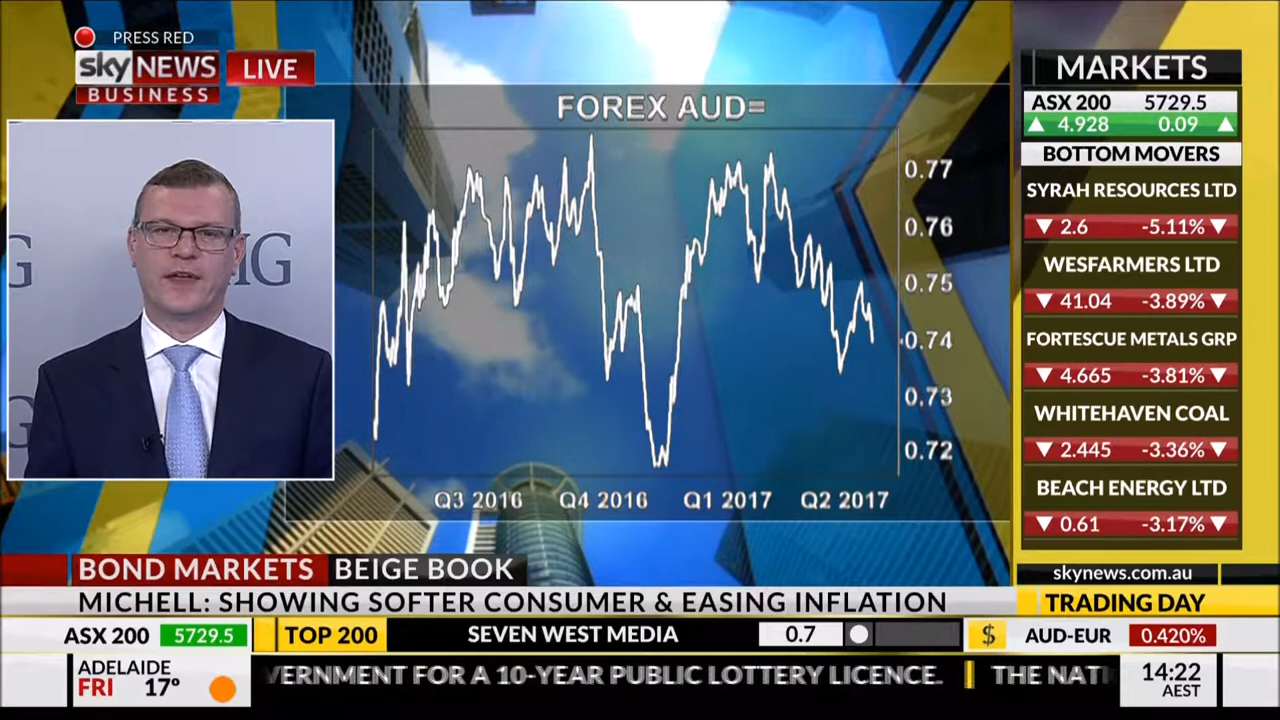 PRESS RED
sky NEWS LIVE
BUSINESS
IG
FOREX AUD=
0.77
0.76
0.75
0.74
0.73
0.72
Q3 2016 Q4 2016 Q1 2017 Q2 2017
MARKETS
ASX 200 5729.5
▲ 4.928 0.09 ▲
BOTTOM MOVERS
SYRAH RESOURCES LTD
▼ 2.6 -5.11% ▼
WESFARMERS LTD
▼ 41.04 -3.89% ▼
FORTESCUE METALS GRP
▼ 4.665 -3.81% ▼
WHITEHAVEN COAL
▼ 2.445 -3.36% ▼
BEACH ENERGY LTD
▼ 0.61 -3.17% ▼
skynews.com.au
TRADING DAY
BOND MARKETS BEIGE BOOK
MICHELL: SHOWING SOFTER CONSUMER & EASING INFLATION
ASX 200 5729.5 TOP 200 SEVEN WEST MEDIA 0.7 $ AUD-EUR 0.420%
ADELAIDE
FRI 17°
VERNMENT FOR A 10-YEAR PUBLIC LOTTERY LICENCE. | THE NATI
14:22
AEST